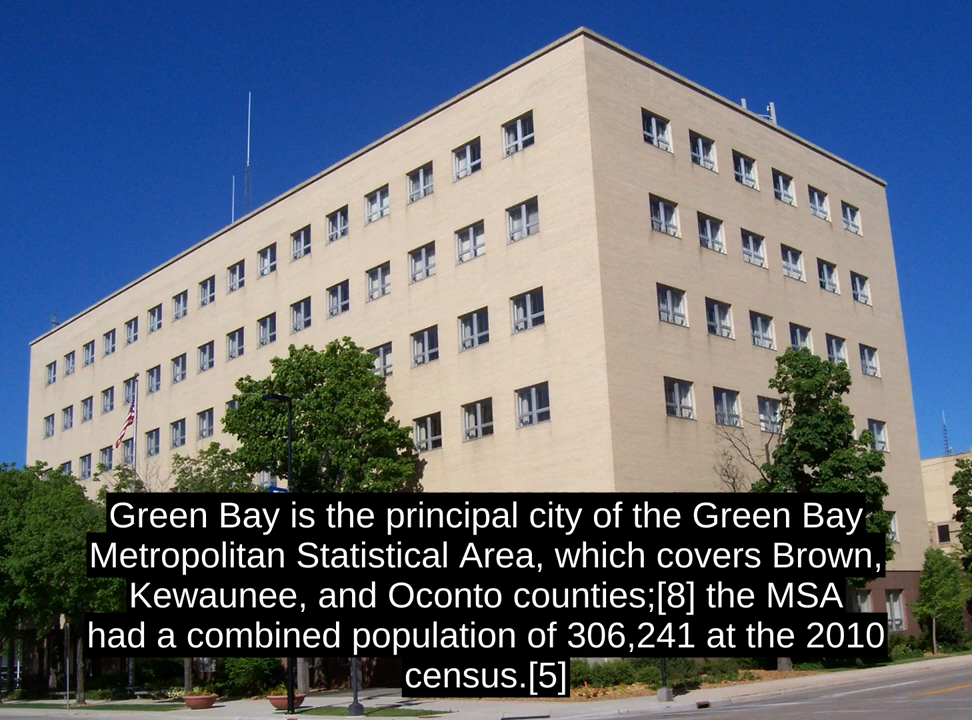 Green Bay is the principal city of the Green Bay
Metropolitan Statistical Area, which covers Brown,
Kewaunee, and Oconto counties;[8] the MSA
had a combined population of 306,241 at the 2010
census.[5]